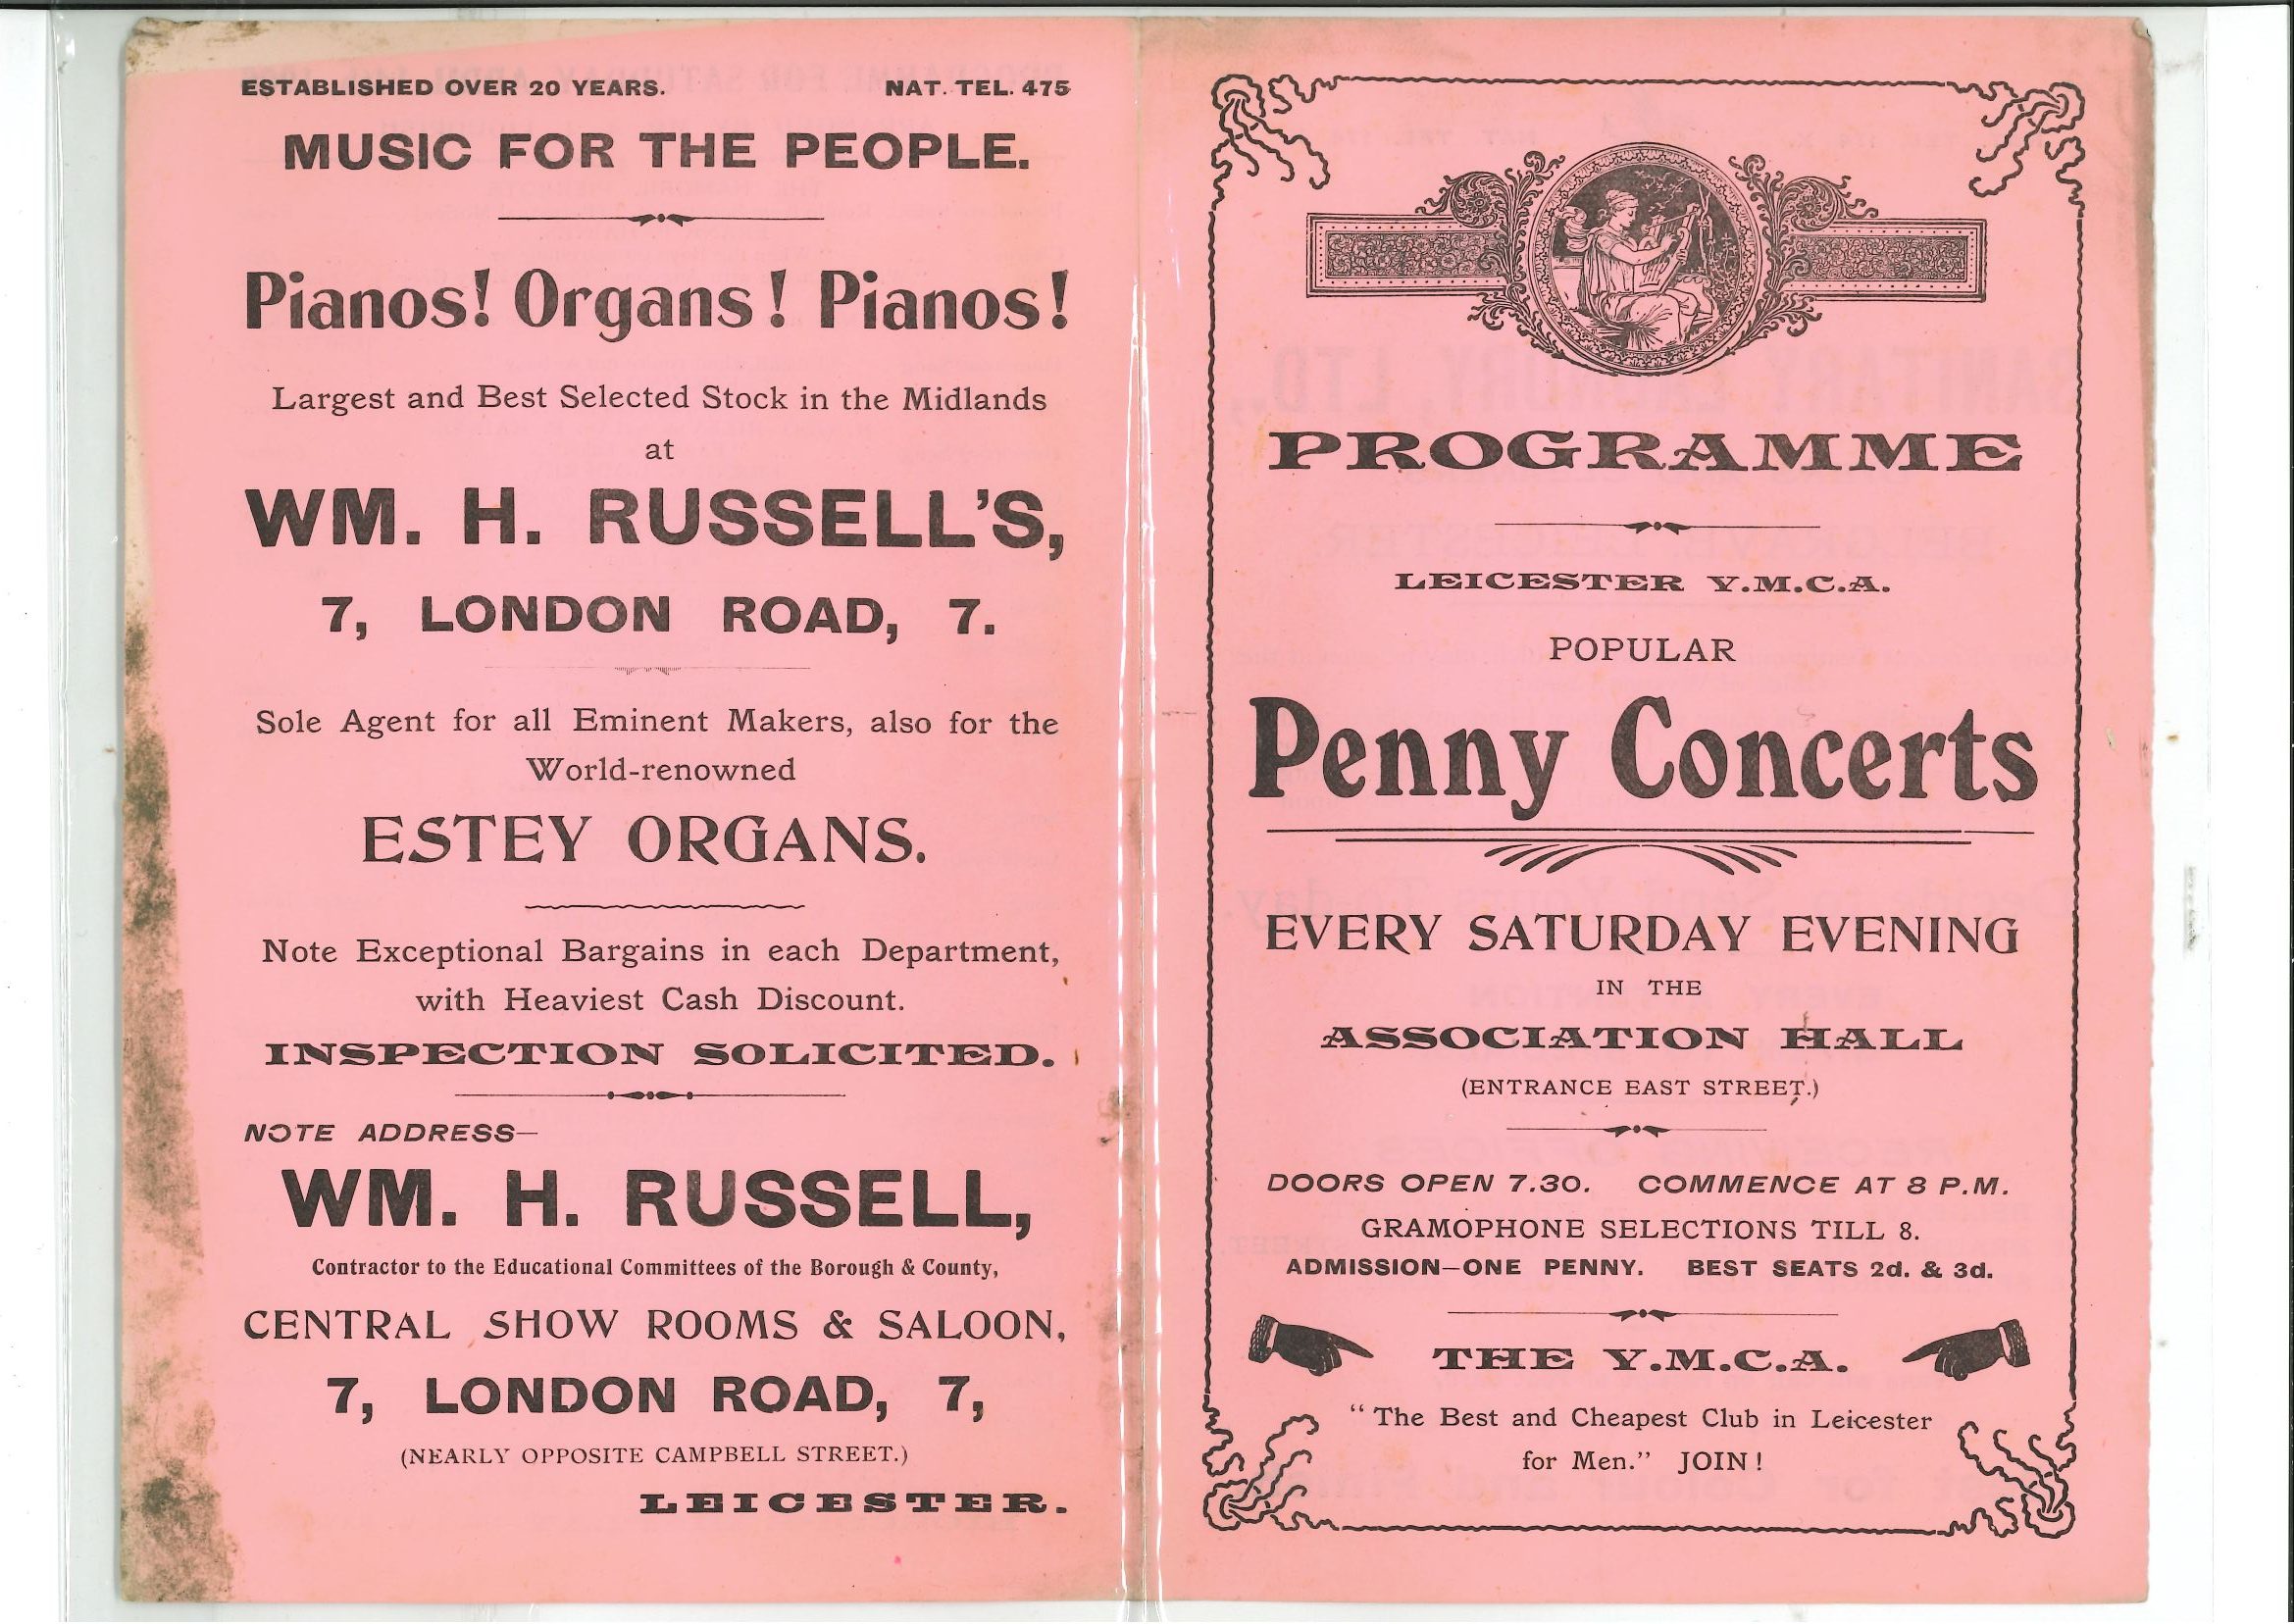 ESTABLISHED OVER 20 YEARS. NAT. TEL. 475
MUSIC FOR THE PEOPLE.
Pianos! Organs! Pianos!
Largest and Best Selected Stock in the Midlands
at
WM. H. RUSSELL'S,
7, LONDON ROAD, 7.
Sole Agent for all Eminent Makers, also for the
World-renowned
ESTEY ORGANS.
Note Exceptional Bargains in each Department,
with Heaviest Cash Discount.
INSPECTION SOLICITED.
NOTE ADDRESS—
WM. H. RUSSELL,
Contractor to the Educational Committees of the Borough & County,
CENTRAL SHOW ROOMS & SALOON,
7, LONDON ROAD, 7,
(NEARLY OPPOSITE CAMPBELL STREET.)
LEICESTER.
PROGRAMME
LEICESTER Y.M.C.A.
POPULAR
Penny Concerts
EVERY SATURDAY EVENING
IN THE
ASSOCIATION HALL
(ENTRANCE EAST STREET.)
DOORS OPEN 7.30. COMMENCE AT 8 P.M.
GRAMOPHONE SELECTIONS TILL 8.
ADMISSION—ONE PENNY. BEST SEATS 2d. & 3d.
THE Y.M.C.A.
"The Best and Cheapest Club in Leicester
for Men." JOIN!